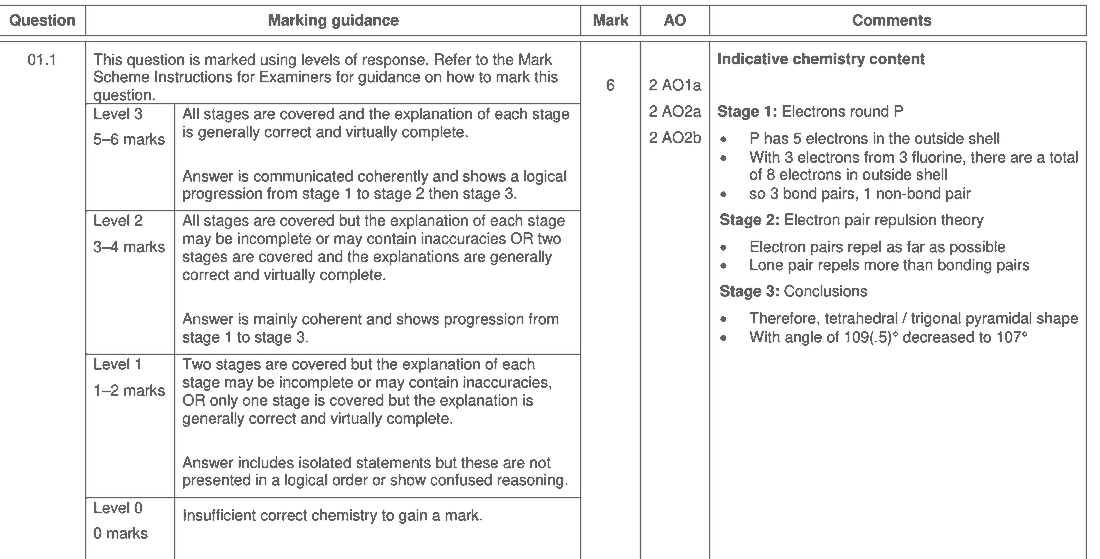 Question Marking guidance Mark AO Comments
01.1
This question is marked using levels of response. Refer to the Mark
Scheme Instructions for Examiners for guidance on how to mark this
question.
Level 3
5–6 marks
All stages are covered and the explanation of each stage
is generally correct and virtually complete.
Answer is communicated coherently and shows a logical
progression from stage 1 to stage 2 then stage 3.
Level 2
3–4 marks
All stages are covered but the explanation of each stage
may be incomplete or may contain inaccuracies OR two
stages are covered and the explanations are generally
correct and virtually complete.
Answer is mainly coherent and shows progression from
stage 1 to stage 3.
Level 1
1–2 marks
Two stages are covered but the explanation of each
stage may be incomplete or may contain inaccuracies,
OR only one stage is covered but the explanation is
generally correct and virtually complete.
Answer includes isolated statements but these are not
presented in a logical order or show confused reasoning.
Level 0
0 marks
Insufficient correct chemistry to gain a mark.
6
2 AO1a
2 AO2a
2 AO2b
Indicative chemistry content
Stage 1: Electrons round P
• P has 5 electrons in the outside shell
• With 3 electrons from 3 fluorine, there are a total
of 8 electrons in outside shell
• so 3 bond pairs, 1 non-bond pair
Stage 2: Electron pair repulsion theory
• Electron pairs repel as far as possible
• Lone pair repels more than bonding pairs
Stage 3: Conclusions
• Therefore, tetrahedral / trigonal pyramidal shape
• With angle of 109(.5)° decreased to 107°